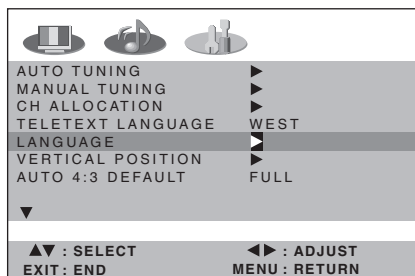 AUTO TUNING ▶
MANUAL TUNING ▶
CH ALLOCATION ▶
TELETEXT LANGUAGE WEST
LANGUAGE ▶
VERTICAL POSITION ▶
AUTO 4:3 DEFAULT FULL
▼
▲▼ : SELECT ◀▶ : ADJUST
EXIT : END MENU : RETURN